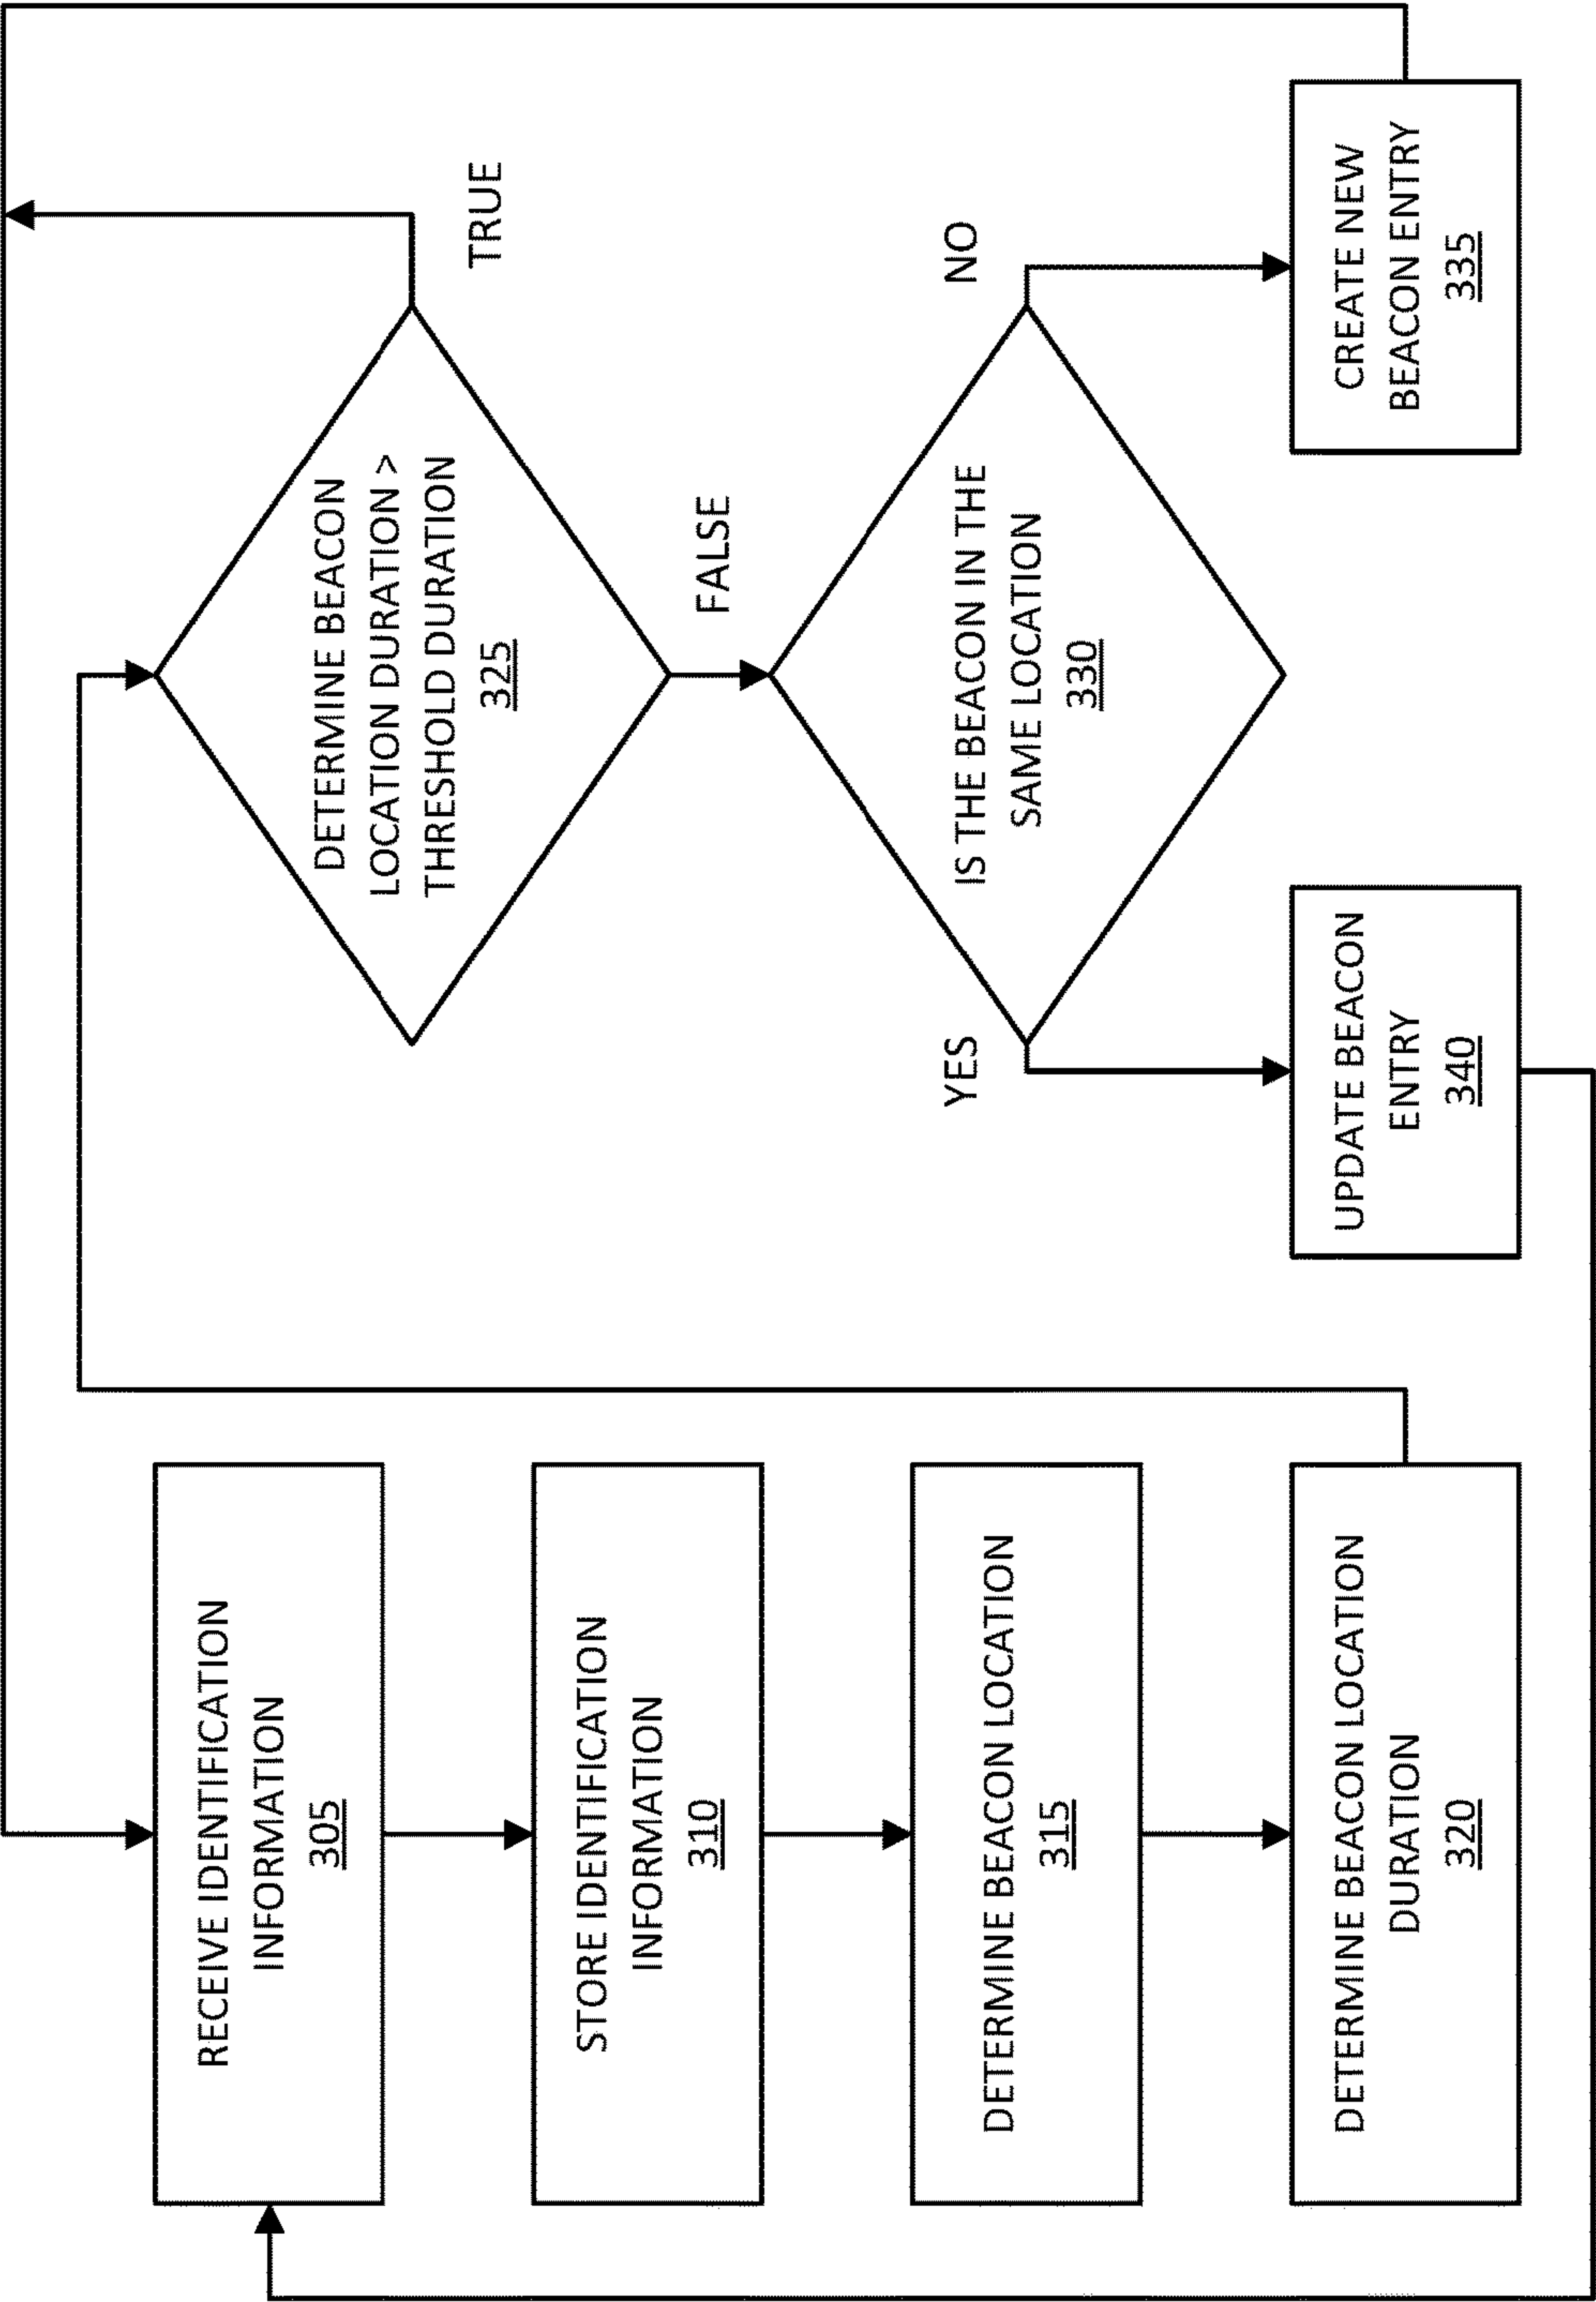 RECEIVE IDENTIFICATION
INFORMATION
305
STORE IDENTIFICATION
INFORMATION
310
DETERMINE BEACON LOCATION
315
DETERMINE BEACON LOCATION
DURATION
320
DETERMINE BEACON
LOCATION DURATION >
THRESHOLD DURATION
325
TRUE
FALSE
IS THE BEACON IN THE
SAME LOCATION
330
YES
NO
UPDATE BEACON
ENTRY
340
CREATE NEW
BEACON ENTRY
335